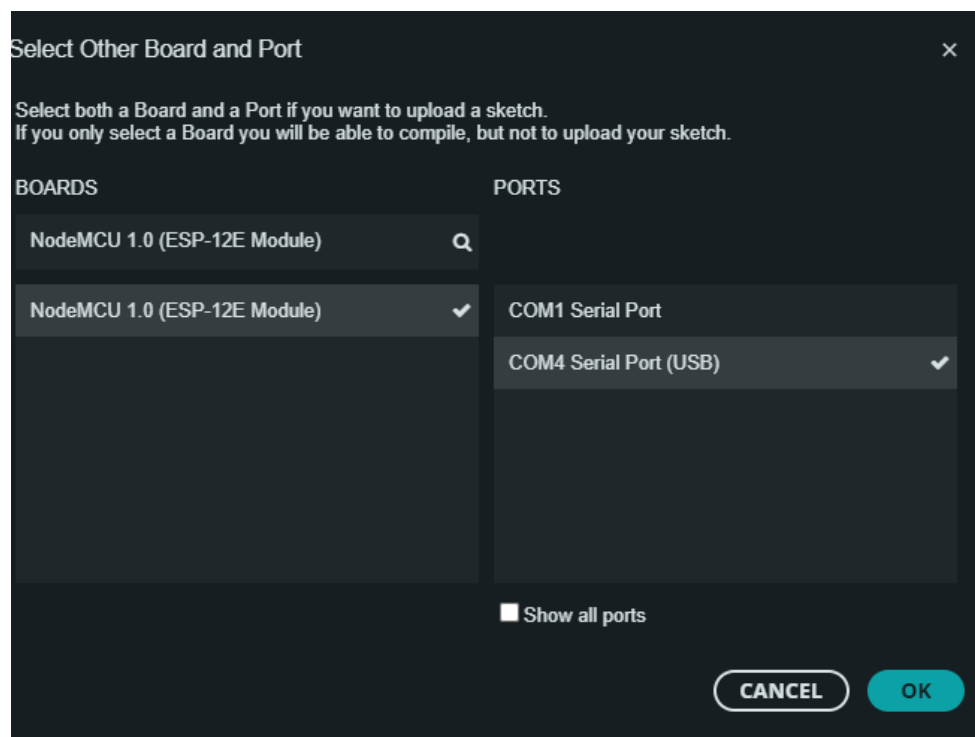 Select Other Board and Port
Select both a Board and a Port if you want to upload a sketch.
If you only select a Board you will be able to compile, but not to upload your sketch.
BOARDS
PORTS
NodeMCU 1.0 (ESP-12E Module)
NodeMCU 1.0 (ESP-12E Module)
COM1 Serial Port
COM4 Serial Port (USB)
Show all ports
CANCEL
OK